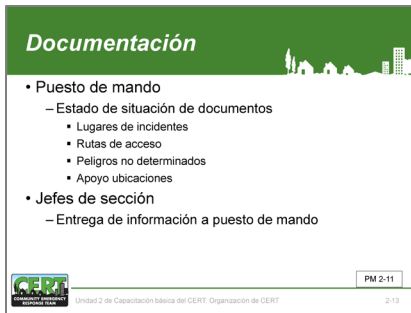 Documentación
• Puesto de mando
– Estado de situación de documentos
▪ Lugares de incidentes
▪ Rutas de acceso
▪ Peligros no determinados
▪ Apoyo ubicaciones
• Jefes de sección
– Entrega de información a puesto de mando
PM 2-11
CERT
COMMUNITY EMERGENCY
RESPONSE TEAM
Unidad 2 de Capacitación básica del CERT: Organización de CERT
2-13